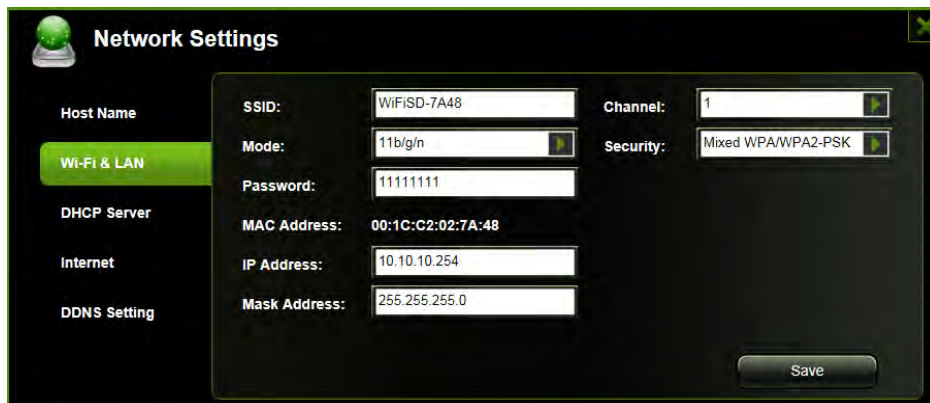 Network Settings
Host Name
Wi-Fi & LAN
DHCP Server
Internet
DDNS Setting
SSID: WiFiSD-7A48 Channel: 1
Mode: 11b/g/n Security: Mixed WPA/WPA2-PSK
Password: 11111111
MAC Address: 00:1C:C2:02:7A:48
IP Address: 10.10.10.254
Mask Address: 255.255.255.0
Save